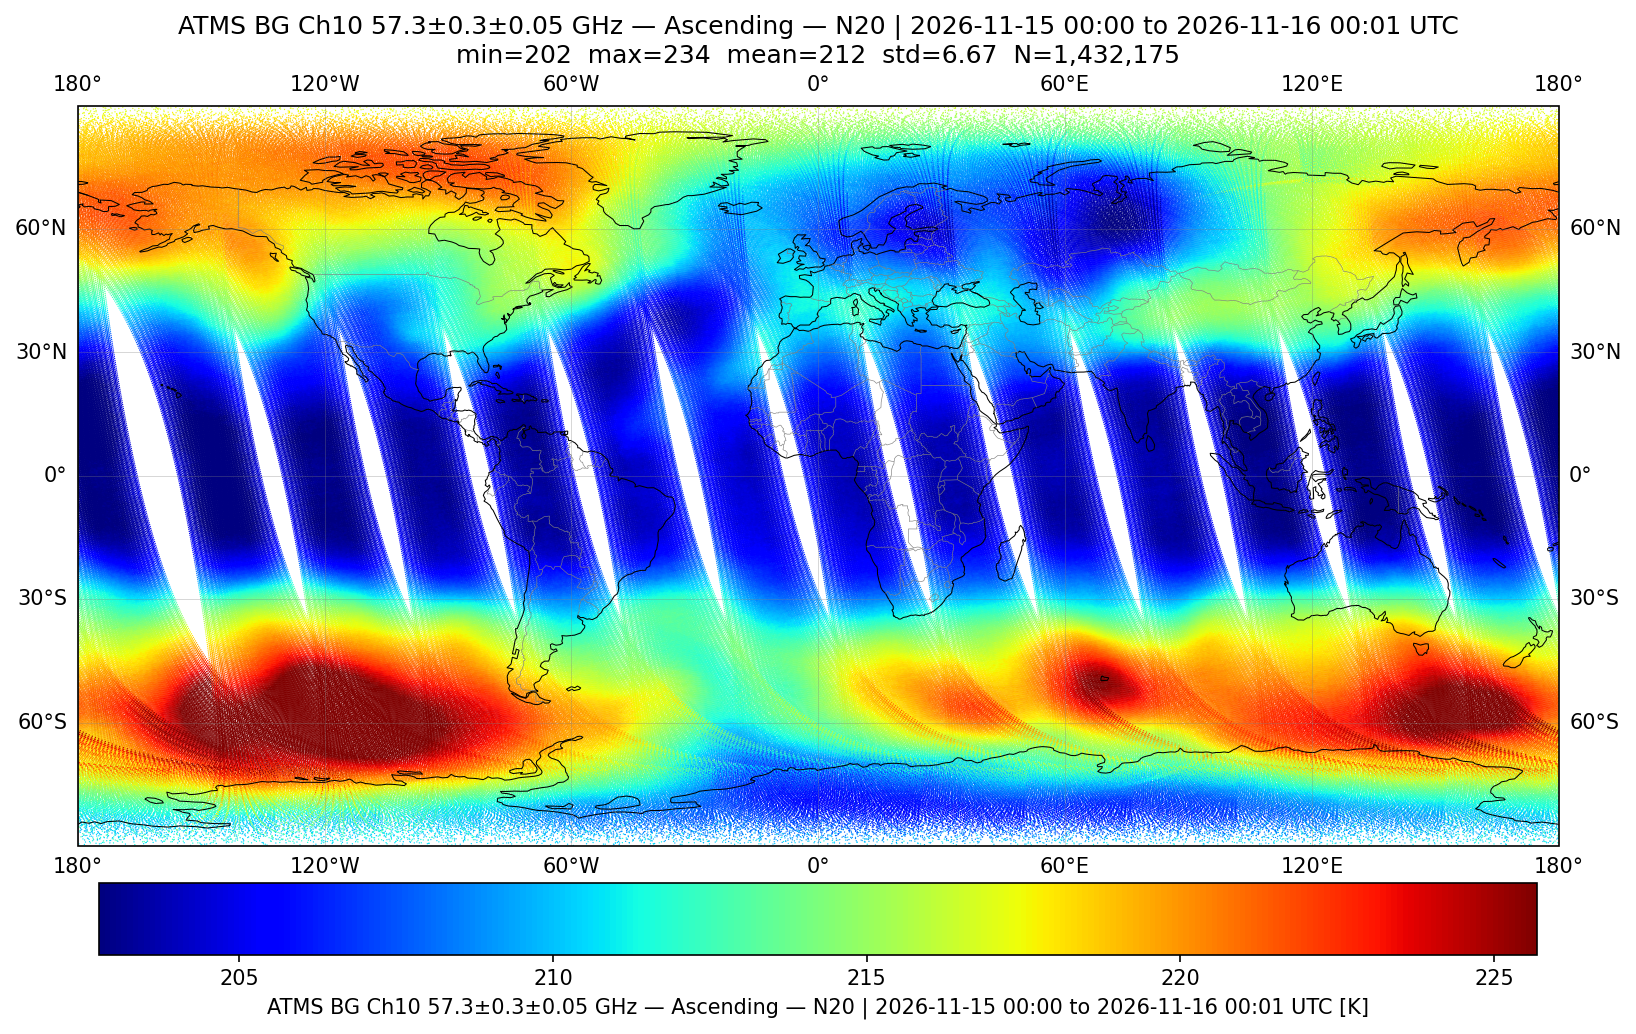 ATMS BG Ch10 57.3±0.3±0.05 GHz — Ascending — N20 | 2026-11-15 00:00 to 2026-11-16 00:01 UTC
min=202 max=234 mean=212 std=6.67 N=1,432,175
180° 120°W 60°W 0° 60°E 120°E 180°
60°N 60°N
30°N 30°N
0° 0°
30°S 30°S
60°S 60°S
180° 120°W 60°W 0° 60°E 120°E 180°
205 210 215 220 225
ATMS BG Ch10 57.3±0.3±0.05 GHz — Ascending — N20 | 2026-11-15 00:00 to 2026-11-16 00:01 UTC [K]